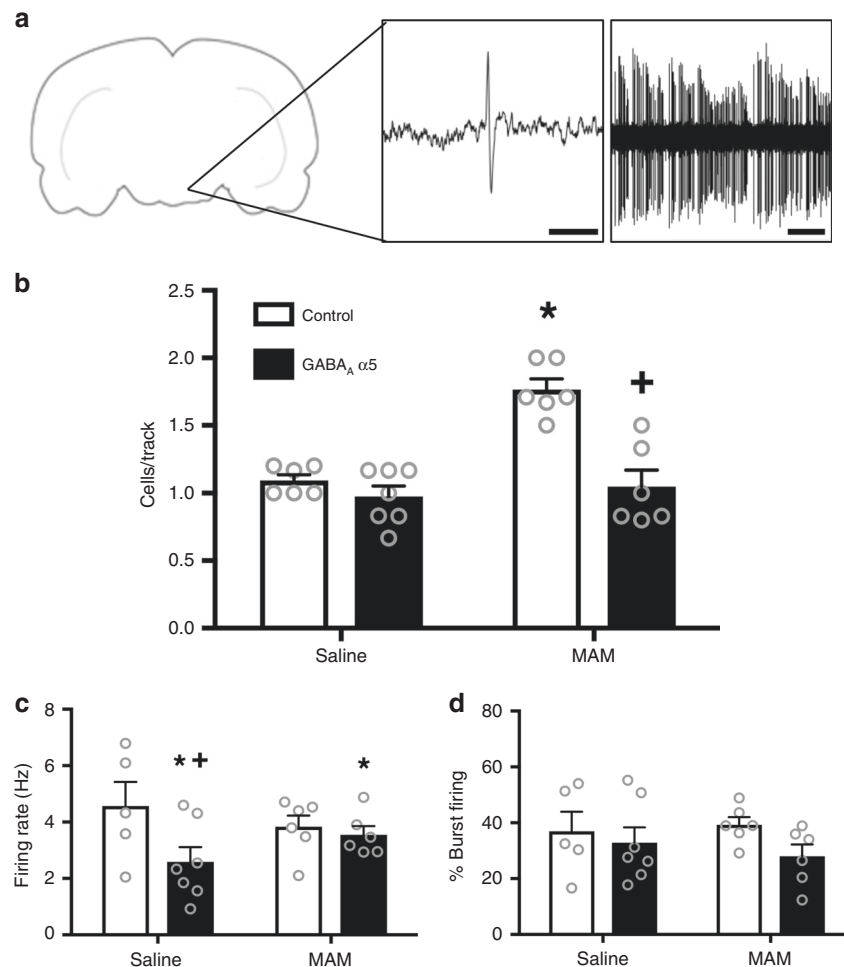 a
b
2.5
2.0
1.5
1.0
0.5
0.0
Cells/track
Control
GABAA α5
*
+
Saline
MAM
c
8
6
4
2
0
Firing rate (Hz)
* +
*
Saline
MAM
d
80
60
40
20
0
% Burst firing
Saline
MAM